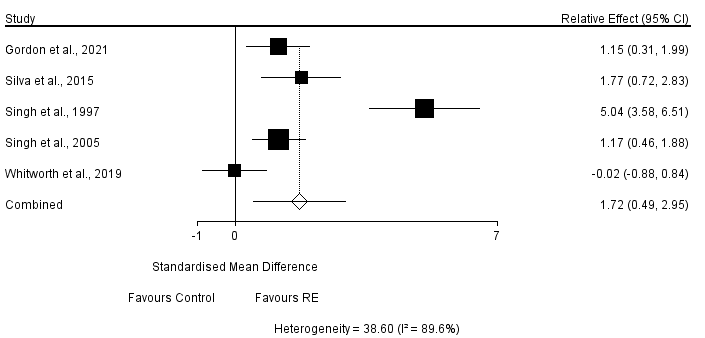 Study Relative Effect (95% CI)
Gordon et al., 2021 1.15 (0.31, 1.99)
Silva et al., 2015 1.77 (0.72, 2.83)
Singh et al., 1997 5.04 (3.58, 6.51)
Singh et al., 2005 1.17 (0.46, 1.88)
Whitworth et al., 2019 -0.02 (-0.88, 0.84)
Combined 1.72 (0.49, 2.95)
-1 0 7
Standardised Mean Difference
Favours Control Favours RE
Heterogeneity = 38.60 (I² = 89.6%)